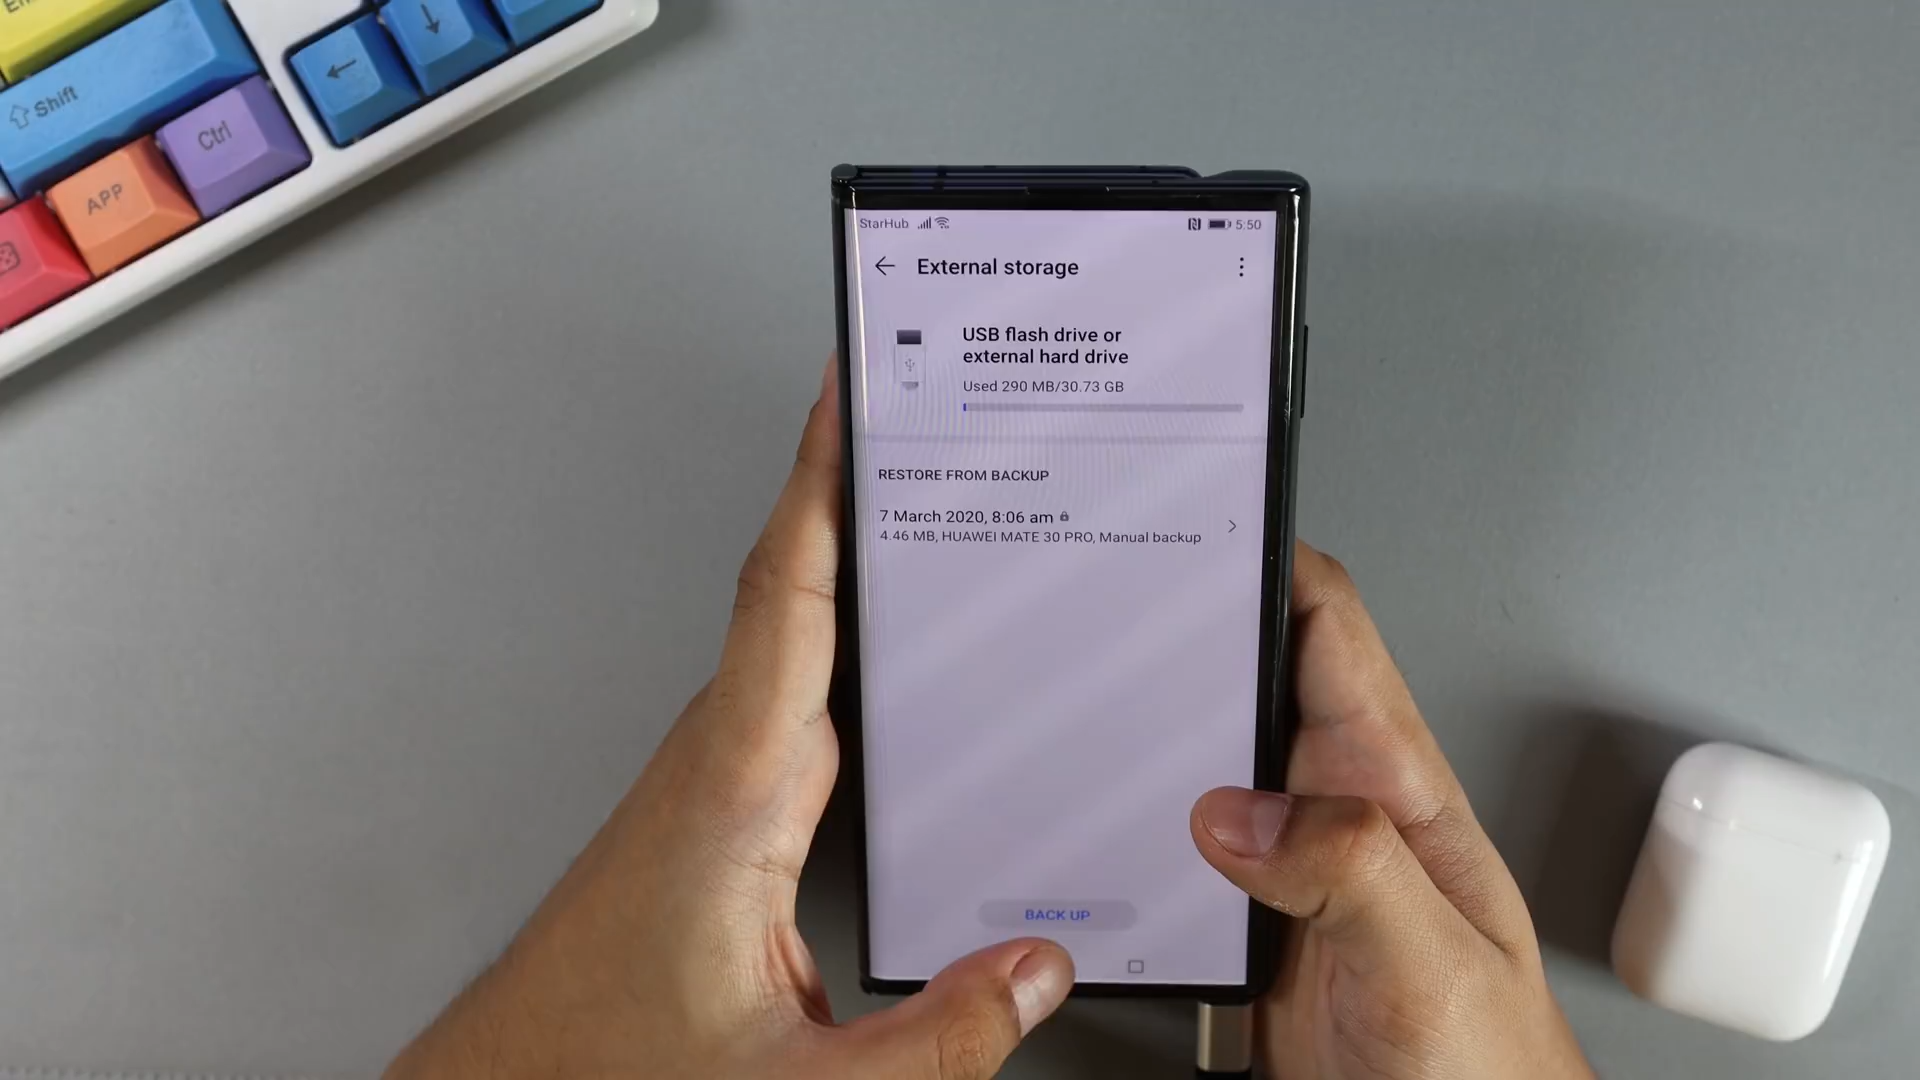 Shift
Ctrl
APP
StarHub
5:50
External storage
USB flash drive or
external hard drive
Used 290 MB/30.73 GB
RESTORE FROM BACKUP
7 March 2020, 8:06 am
4.46 MB, HUAWEI MATE 30 PRO, Manual backup
BACK UP